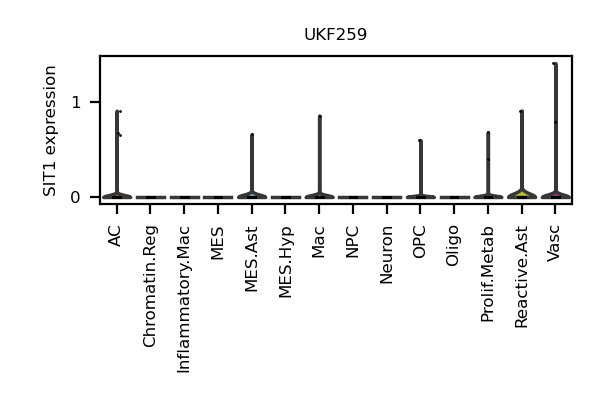 UKF259
SIT1 expression
1
0
AC
Chromatin.Reg
Inflammatory.Mac
MES
MES.Ast
MES.Hyp
Mac
NPC
Neuron
OPC
Oligo
Prolif.Metab
Reactive.Ast
Vasc